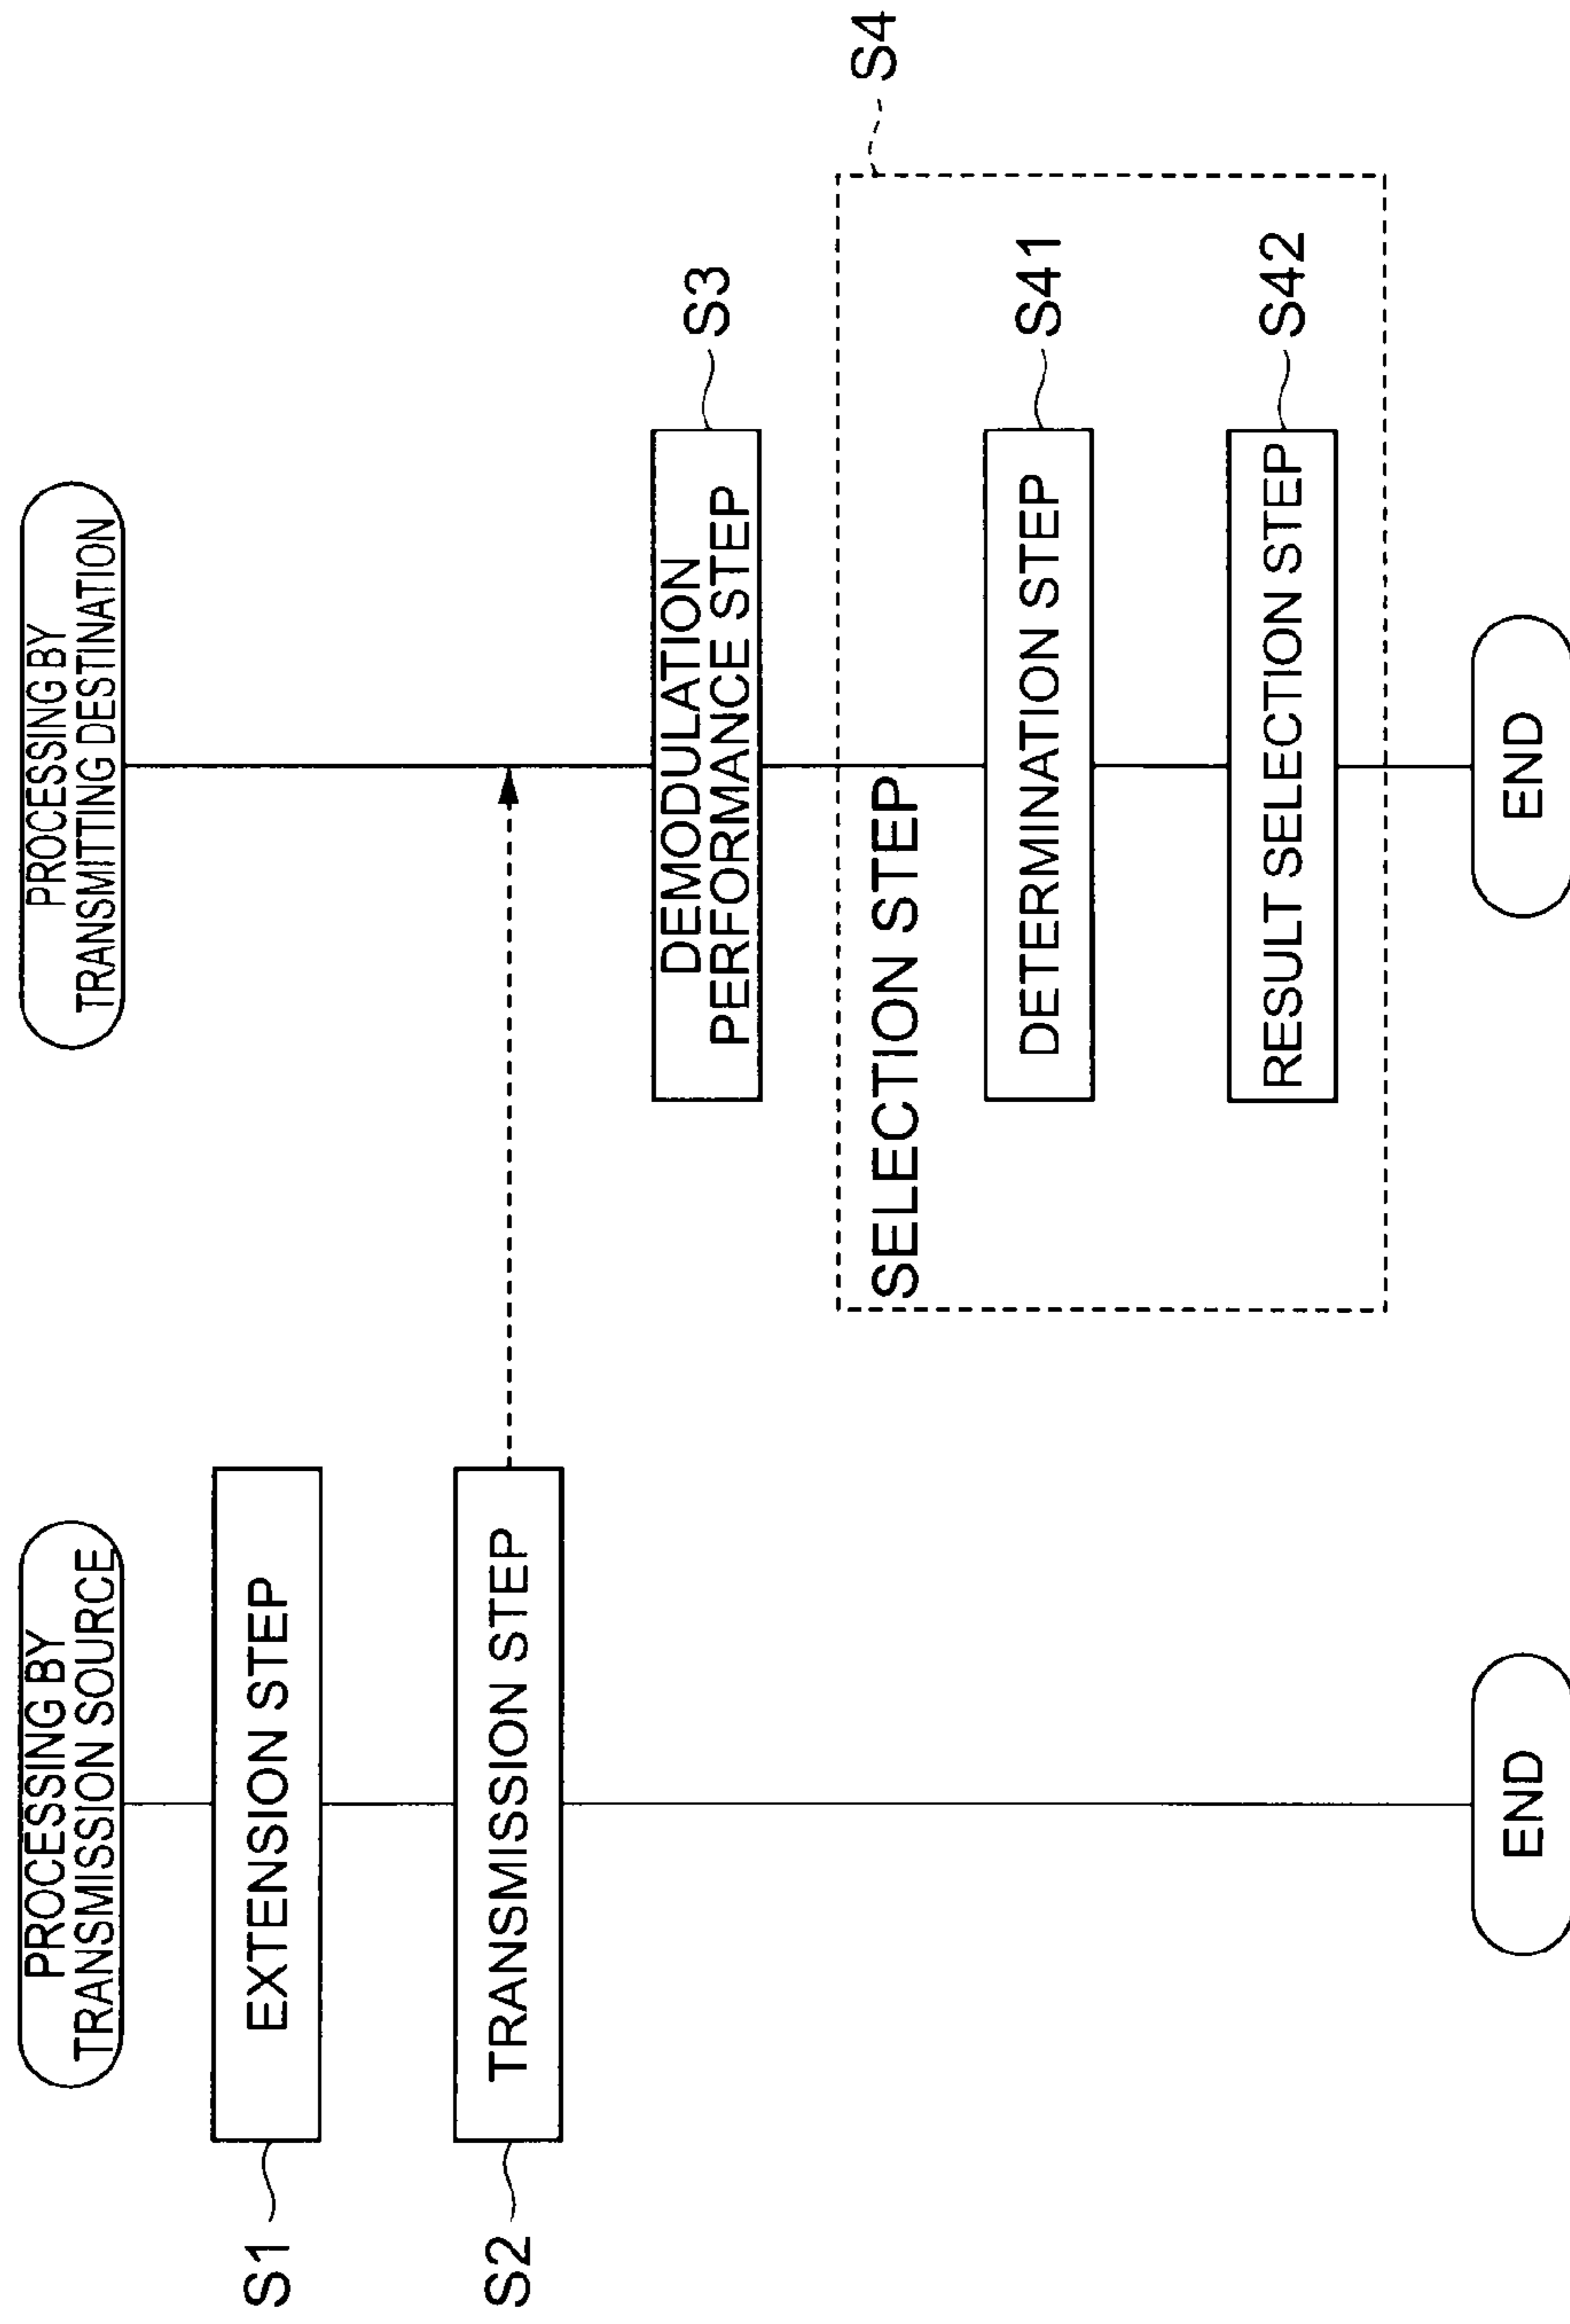 PROCESSING BY
TRANSMISSION SOURCE
S1
EXTENSION STEP
S2
TRANSMISSION STEP
END
PROCESSING BY
TRANSMITTING DESTINATION
DEMODULATION
PERFORMANCE STEP
S3
SELECTION STEP
S4
DETERMINATION STEP
S41
RESULT SELECTION STEP
S42
END